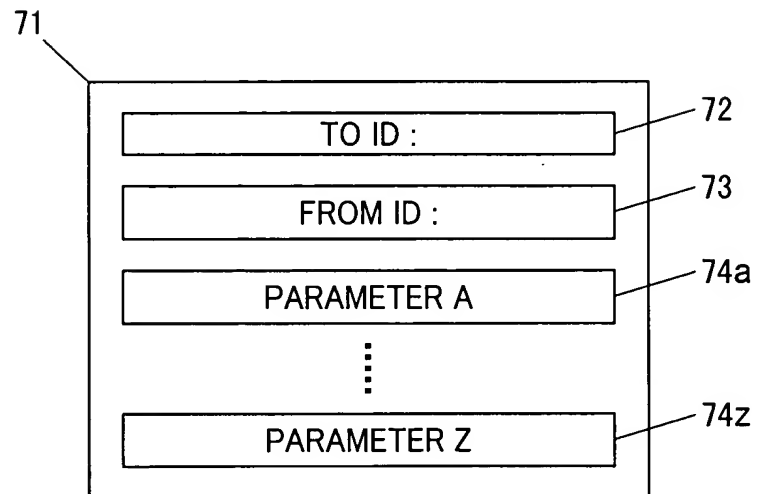 71
TO ID :
72
FROM ID :
73
PARAMETER A
74a
PARAMETER Z
74z